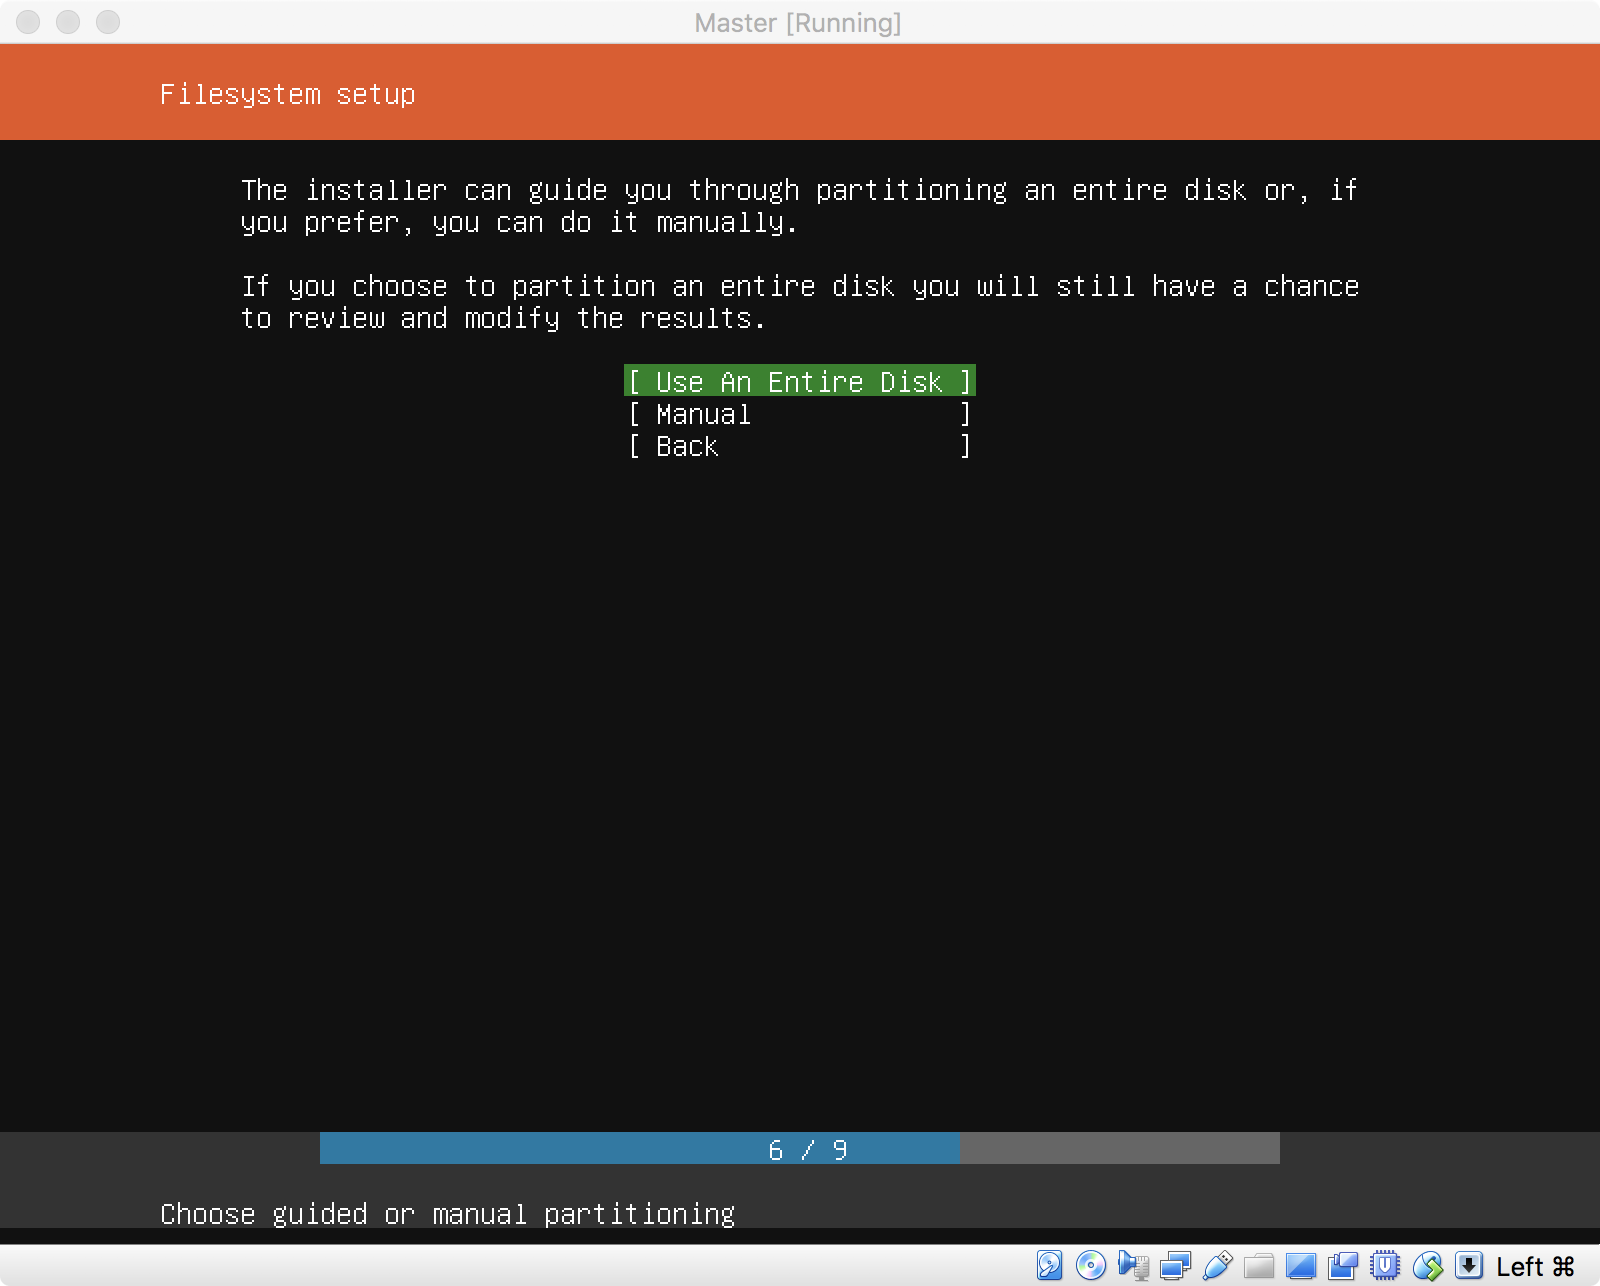 Master [Running]
Filesystem setup
The installer can guide you through partitioning an entire disk or, if
you prefer, you can do it manually.
If you choose to partition an entire disk you will still have a chance
to review and modify the results.
[ Use An Entire Disk ]
[ Manual ]
[ Back ]
6 / 9
Choose guided or manual partitioning
Left ⌘